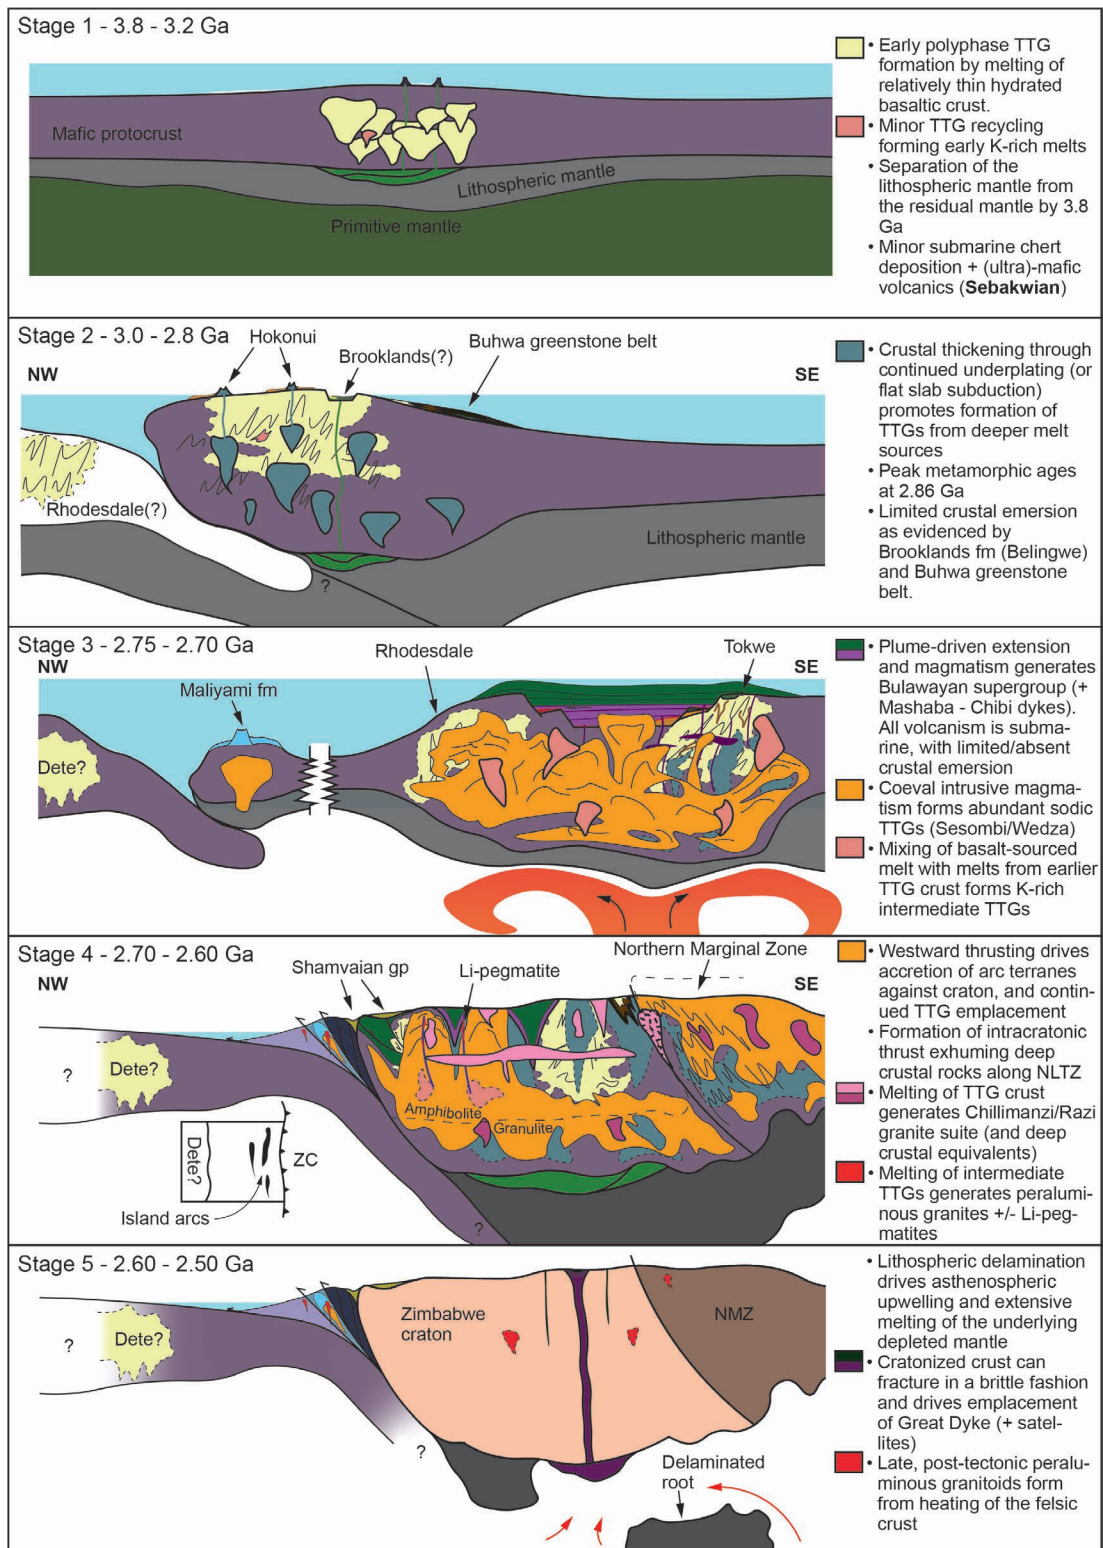 Stage 1 - 3.8 - 3.2 Ga
Mafic protocrust
Lithospheric mantle
Primitive mantle
• Early polyphase TTG
formation by melting of
relatively thin hydrated
basaltic crust.
• Minor TTG recycling
forming early K-rich melts
• Separation of the
lithospheric mantle from
the residual mantle by 3.8
Ga
• Minor submarine chert
deposition + (ultra)-mafic
volcanics (Sebakwian)
Stage 2 - 3.0 - 2.8 Ga
Hokonui
Brooklands(?)
Buhwa greenstone belt
NW
SE
Rhodesdale(?)
Lithospheric mantle
?
• Crustal thickening through
continued underplating (or
flat slab subduction)
promotes formation of
TTGs from deeper melt
sources
• Peak metamorphic ages
at 2.86 Ga
• Limited crustal emersion
as evidenced by
Brooklands fm (Belingwe)
and Buhwa greenstone
belt.
Stage 3 - 2.75 - 2.70 Ga
NW
Rhodesdale
Tokwe
SE
Maliyami fm
Dete?
• Plume-driven extension
and magmatism generates
Bulawayan supergroup (+
Mashaba - Chibi dykes).
All volcanism is subma-
rine, with limited/absent
crustal emersion
• Coeval intrusive magma-
tism forms abundant sodic
TTGs (Sesombi/Wedza)
• Mixing of basalt-sourced
melt with melts from earlier
TTG crust forms K-rich
intermediate TTGs
Stage 4 - 2.70 - 2.60 Ga
NW
Shamvaian gp
Li-pegmatite
Northern Marginal Zone
SE
?
Dete?
Amphibolite
Granulite
Dete?
ZC
Island arcs
?
• Westward thrusting drives
accretion of arc terranes
against craton, and contin-
ued TTG emplacement
• Formation of intracratonic
thrust exhuming deep
crustal rocks along NLTZ
• Melting of TTG crust
generates Chillimanzi/Razi
granite suite (and deep
crustal equivalents)
• Melting of intermediate
TTGs generates peralumi-
nous granites +/- Li-peg-
matites
Stage 5 - 2.60 - 2.50 Ga
?
Dete?
Zimbabwe
craton
NMZ
?
Delaminated
root
• Lithospheric delamination
drives asthenospheric
upwelling and extensive
melting of the underlying
depleted mantle
• Cratonized crust can
fracture in a brittle fashion
and drives emplacement
of Great Dyke (+ satel-
lites)
• Late, post-tectonic peralu-
minous granitoids form
from heating of the felsic
crust